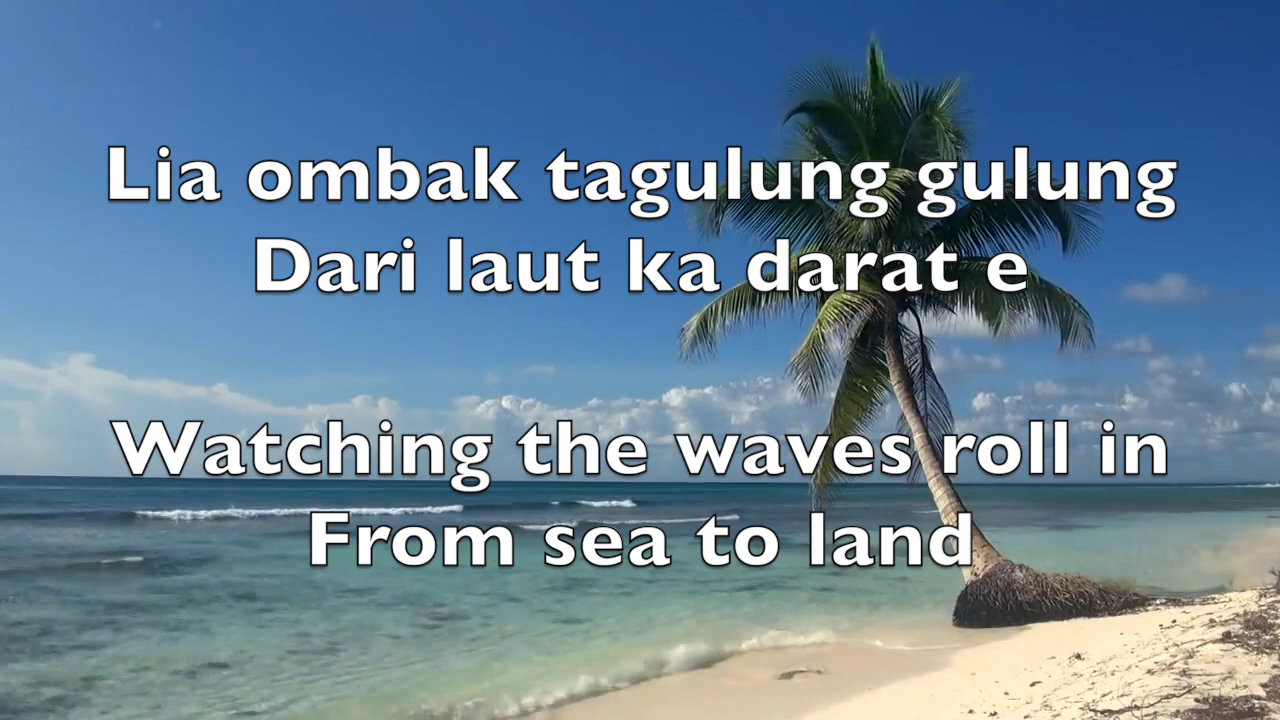 Lia ombak tagulung gulung
Dari laut ka darat e
Watching the waves roll in
From sea to land